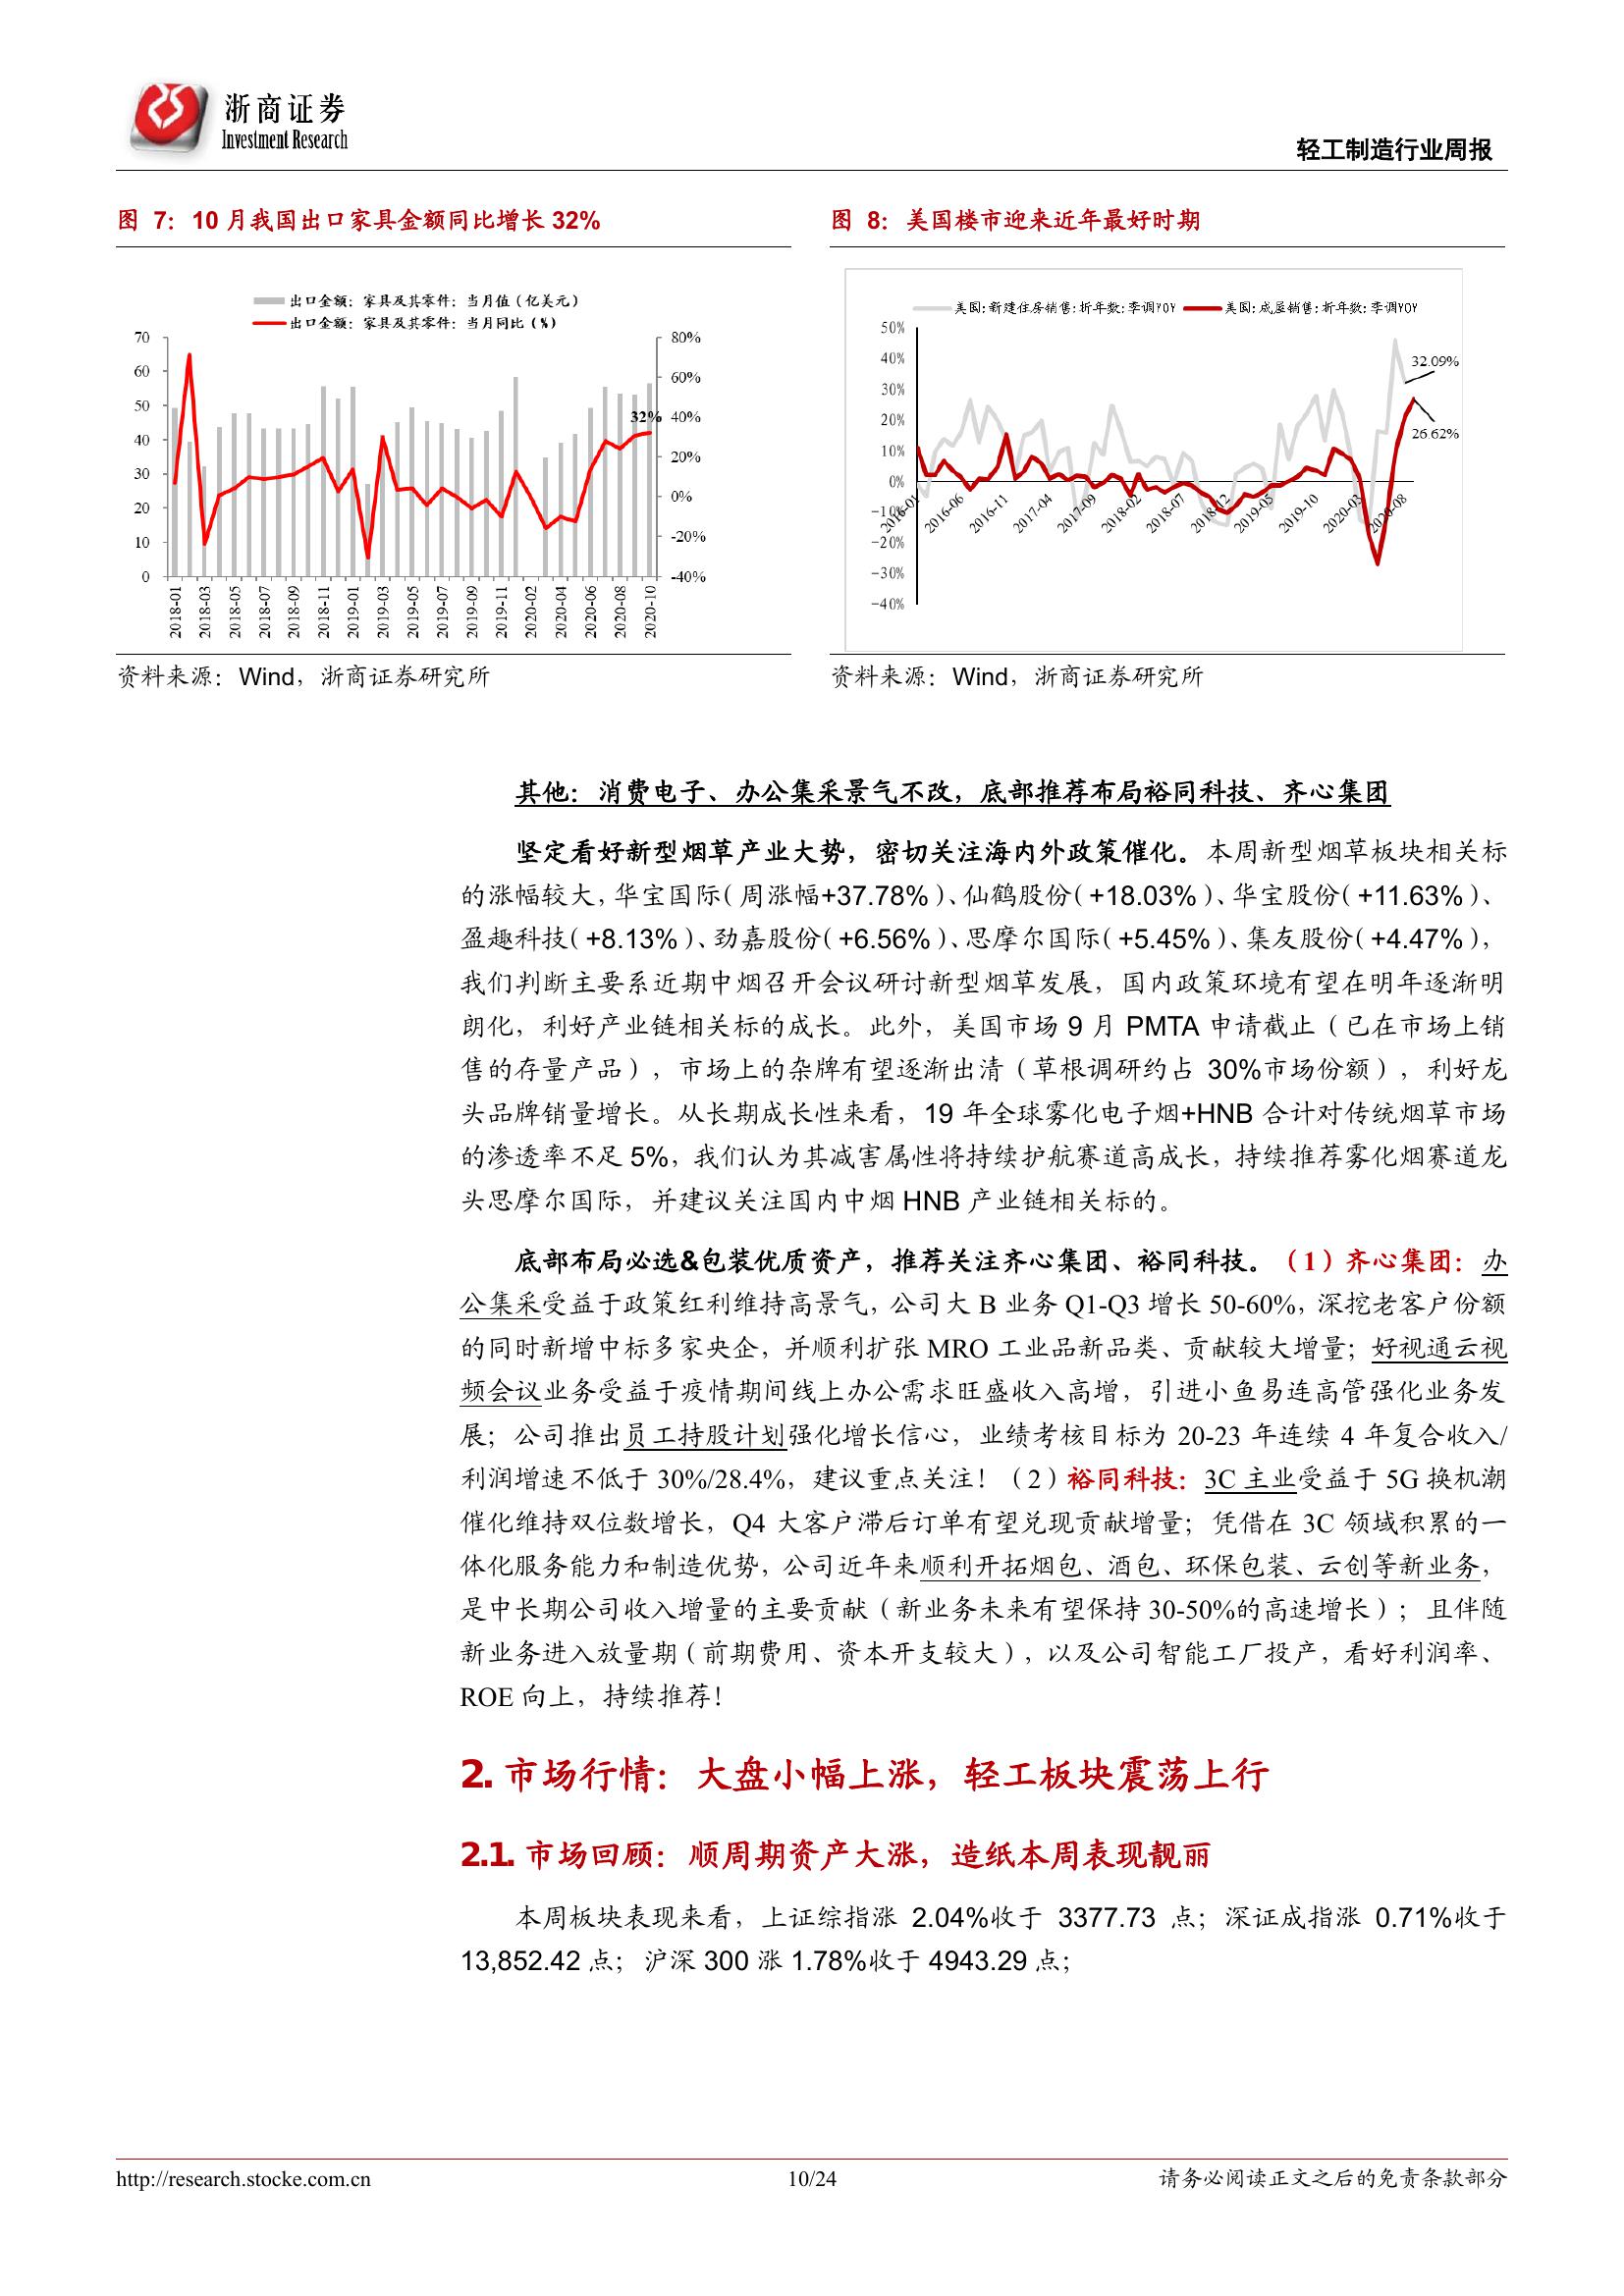 浙商证券
Investment Research
轻工制造行业周报
图 7：10 月我国出口家具金额同比增长 32%
图 8：美国楼市迎来近年最好时期
出口金额：家具及其零件：当月值（亿美元）
出口金额：家具及其零件：当月同比（%）
70
60
50
40
30
20
10
0
80%
60%
40%
20%
0%
-20%
-40%
32%
2018-01
2018-03
2018-05
2018-07
2018-09
2018-11
2019-01
2019-03
2019-05
2019-07
2019-09
2019-11
2020-02
2020-04
2020-06
2020-08
2020-10
美国:新建住房销售:折年数:季调YOY
美国:成屋销售:折年数:季调YOY
50%
40%
30%
20%
10%
0%
-10%
-20%
-30%
-40%
32.09%
26.62%
2016-01
2016-06
2016-11
2017-04
2017-09
2018-02
2018-07
2018-12
2019-05
2019-10
2020-03
2020-08
资料来源：Wind，浙商证券研究所
资料来源：Wind，浙商证券研究所
其他：消费电子、办公集采景气不改，底部推荐布局裕同科技、齐心集团
坚定看好新型烟草产业大势，密切关注海内外政策催化。本周新型烟草板块相关标
的涨幅较大，华宝国际（周涨幅+37.78%）、仙鹤股份（+18.03%）、华宝股份（+11.63%）、
盈趣科技（+8.13%）、劲嘉股份（+6.56%）、思摩尔国际（+5.45%）、集友股份（+4.47%），
我们判断主要系近期中烟召开会议研讨新型烟草发展，国内政策环境有望在明年逐渐明
朗化，利好产业链相关标的成长。此外，美国市场 9 月 PMTA 申请截止（已在市场上销
售的存量产品），市场上的杂牌有望逐渐出清（草根调研约占 30%市场份额），利好龙
头品牌销量增长。从长期成长性来看，19 年全球雾化电子烟+HNB 合计对传统烟草市场
的渗透率不足 5%，我们认为其减害属性将持续护航赛道高成长，持续推荐雾化烟赛道龙
头思摩尔国际，并建议关注国内中烟 HNB 产业链相关标的。
底部布局必选&包装优质资产，推荐关注齐心集团、裕同科技。（1）齐心集团：办
公集采受益于政策红利维持高景气，公司大 B 业务 Q1-Q3 增长 50-60%，深挖老客户份额
的同时新增中标多家央企，并顺利扩张 MRO 工业品新品类、贡献较大增量；好视通云视
频会议业务受益于疫情期间线上办公需求旺盛收入高增，引进小鱼易连高管强化业务发
展；公司推出员工持股计划强化增长信心，业绩考核目标为 20-23 年连续 4 年复合收入/
利润增速不低于 30%/28.4%，建议重点关注！（2）裕同科技：3C 主业受益于 5G 换机潮
催化维持双位数增长，Q4 大客户滞后订单有望兑现贡献增量；凭借在 3C 领域积累的一
体化服务能力和制造优势，公司近年来顺利开拓烟包、酒包、环保包装、云创等新业务，
是中长期公司收入增量的主要贡献（新业务未来有望保持 30-50%的高速增长）；且伴随
新业务进入放量期（前期费用、资本开支较大），以及公司智能工厂投产，看好利润率、
ROE 向上，持续推荐！
2. 市场行情：大盘小幅上涨，轻工板块震荡上行
2.1. 市场回顾：顺周期资产大涨，造纸本周表现靓丽
本周板块表现来看，上证综指涨 2.04%收于 3377.73 点；深证成指涨 0.71%收于
13,852.42 点；沪深 300 涨 1.78%收于 4943.29 点；
http://research.stocke.com.cn
10/24
请务必阅读正文之后的免责条款部分